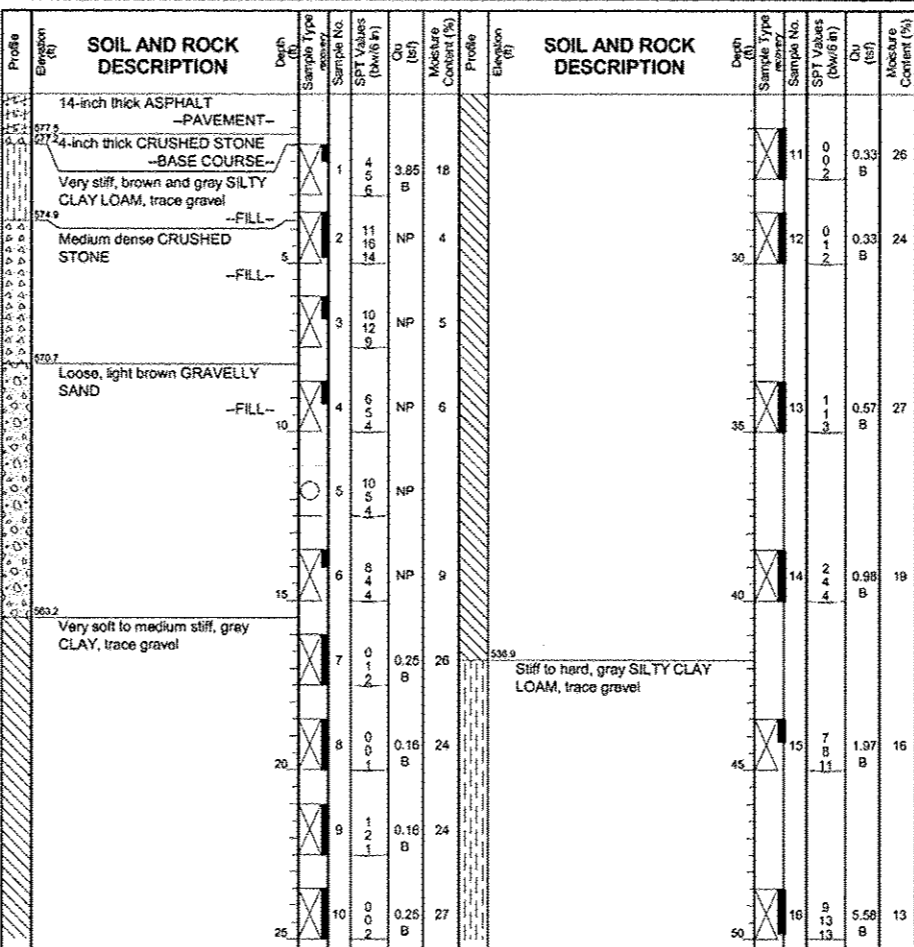 Profile
Elevation (ft)
SOIL AND ROCK DESCRIPTION
Depth (ft)
Sample Type
recovery
Sample No.
SPT Values (blw/6 in)
Qu (tsf)
Moisture Content (%)
14-inch thick ASPHALT
--PAVEMENT--
577.5
577.2
4-inch thick CRUSHED STONE
--BASE COURSE--
Very stiff, brown and gray SILTY
CLAY LOAM, trace gravel
--FILL--
574.9
Medium dense CRUSHED
STONE
--FILL--
570.7
Loose, light brown GRAVELLY
SAND
--FILL--
563.2
Very soft to medium stiff, gray
CLAY, trace gravel
1 4 5 6 3.85 B 18
5
2 11 16 14 NP 4
3 10 12 9 NP 5
10
4 6 5 4 NP 6
5 10 5 4 NP
15
6 8 4 4 NP 9
7 0 1 2 0.25 B 26
20
8 0 0 1 0.16 B 24
9 1 2 1 0.16 B 24
25
10 0 0 2 0.25 B 27
Profile
Elevation (ft)
SOIL AND ROCK DESCRIPTION
Depth (ft)
Sample Type
recovery
Sample No.
SPT Values (blw/6 in)
Qu (tsf)
Moisture Content (%)
11 0 0 2 0.33 B 26
30
12 0 1 2 0.33 B 24
35
13 1 1 3 0.57 B 27
40
14 2 4 4 0.98 B 19
536.9
Stiff to hard, gray SILTY CLAY
LOAM, trace gravel
45
15 7 8 11 1.97 B 16
50
16 9 13 13 5.58 B 13